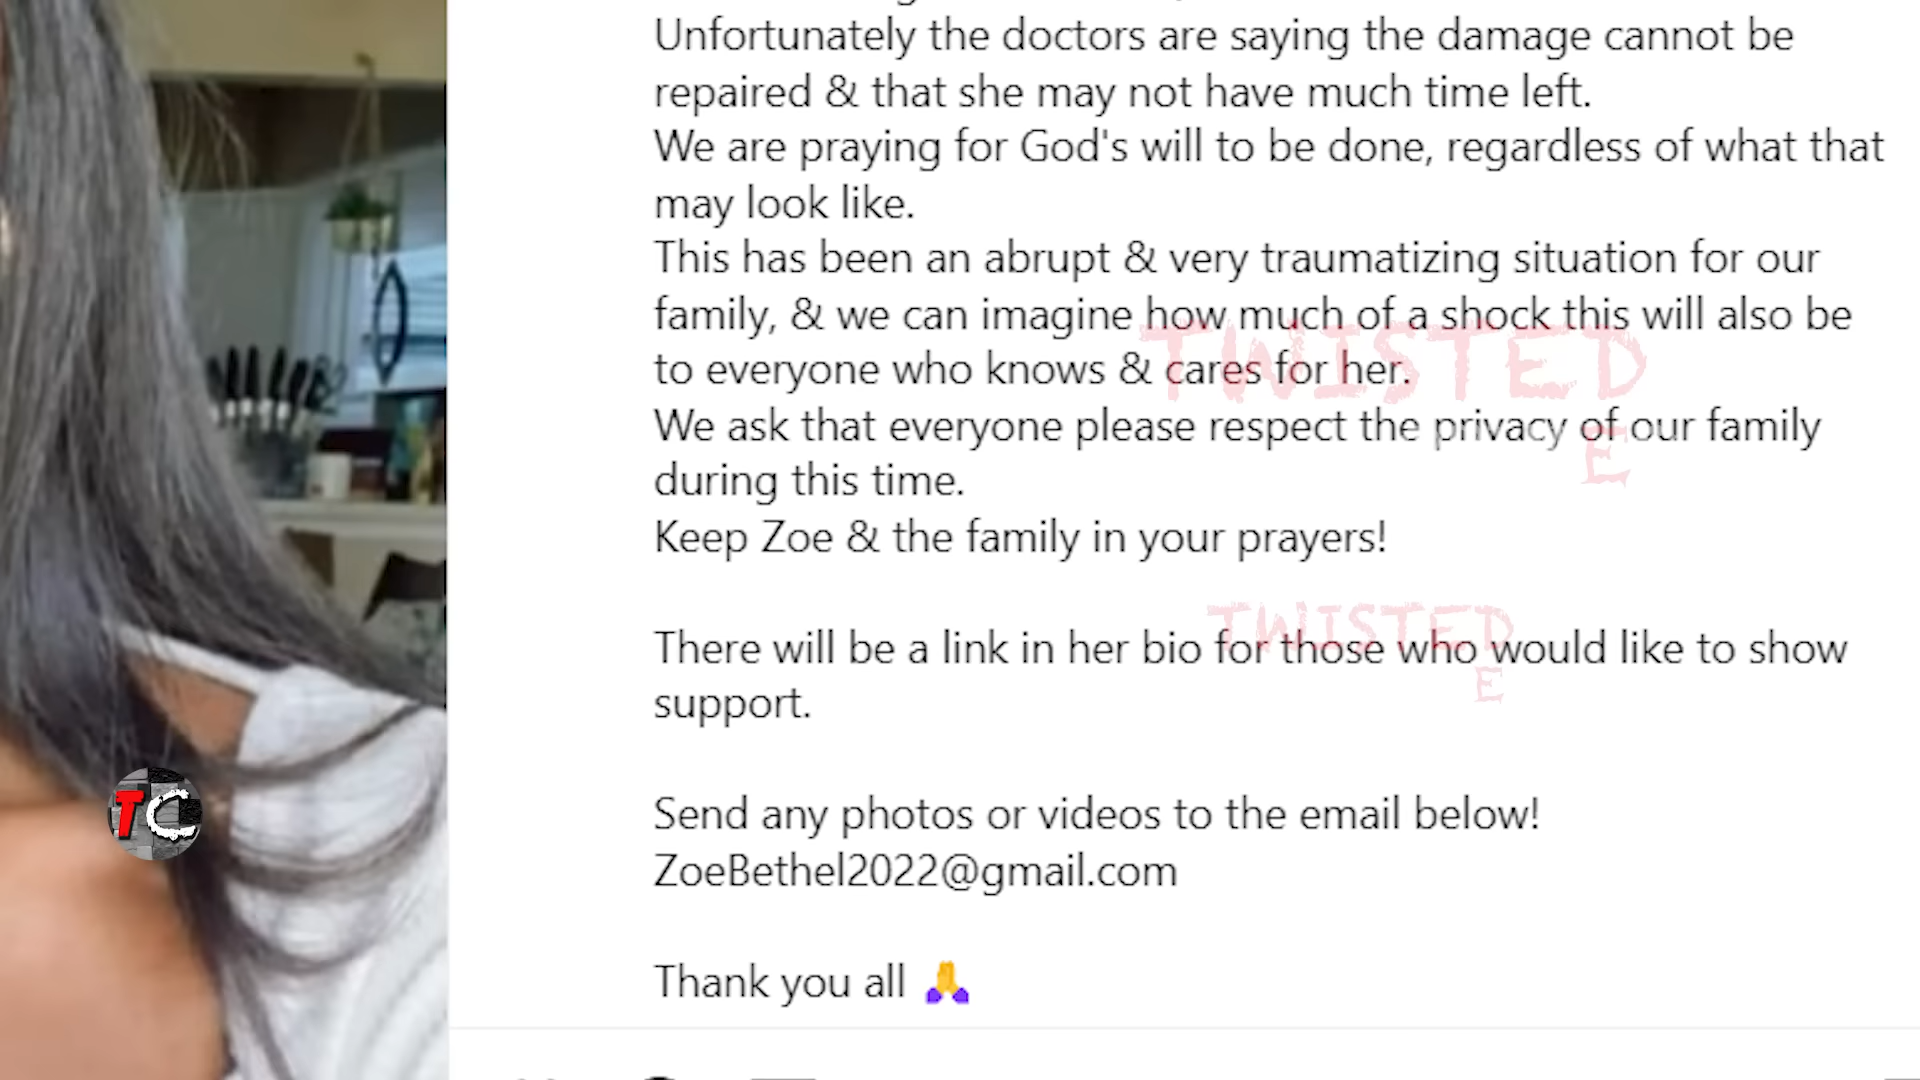 Unfortunately the doctors are saying the damage cannot be
repaired & that she may not have much time left.
We are praying for God's will to be done, regardless of what that
may look like.
This has been an abrupt & very traumatizing situation for our
family, & we can imagine how much of a shock this will also be
to everyone who knows & cares for her.
TWISTED
We ask that everyone please respect the privacy of our family
E
during this time.
Keep Zoe & the family in your prayers!
TWISTED
There will be a link in her bio for those who would like to show
E
support.
TC
Send any photos or videos to the email below!
ZoeBethel2022@gmail.com
Thank you all 🙏